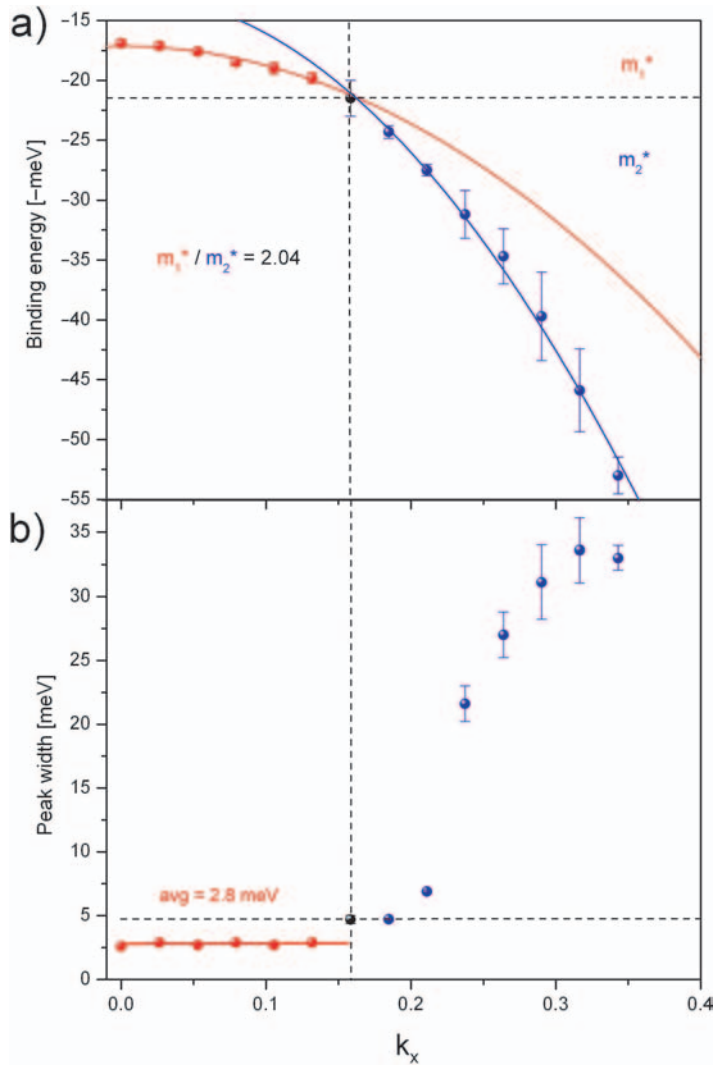 a)
−15
−20
−25
−30
−35
−40
−45
−50
−55
Binding energy [−meV]
m₁*
m₂*
m₁* / m₂* = 2.04
b)
35
30
25
20
15
10
5
0
Peak width [meV]
avg = 2.8 meV
0.0 0.1 0.2 0.3 0.4
kₓ